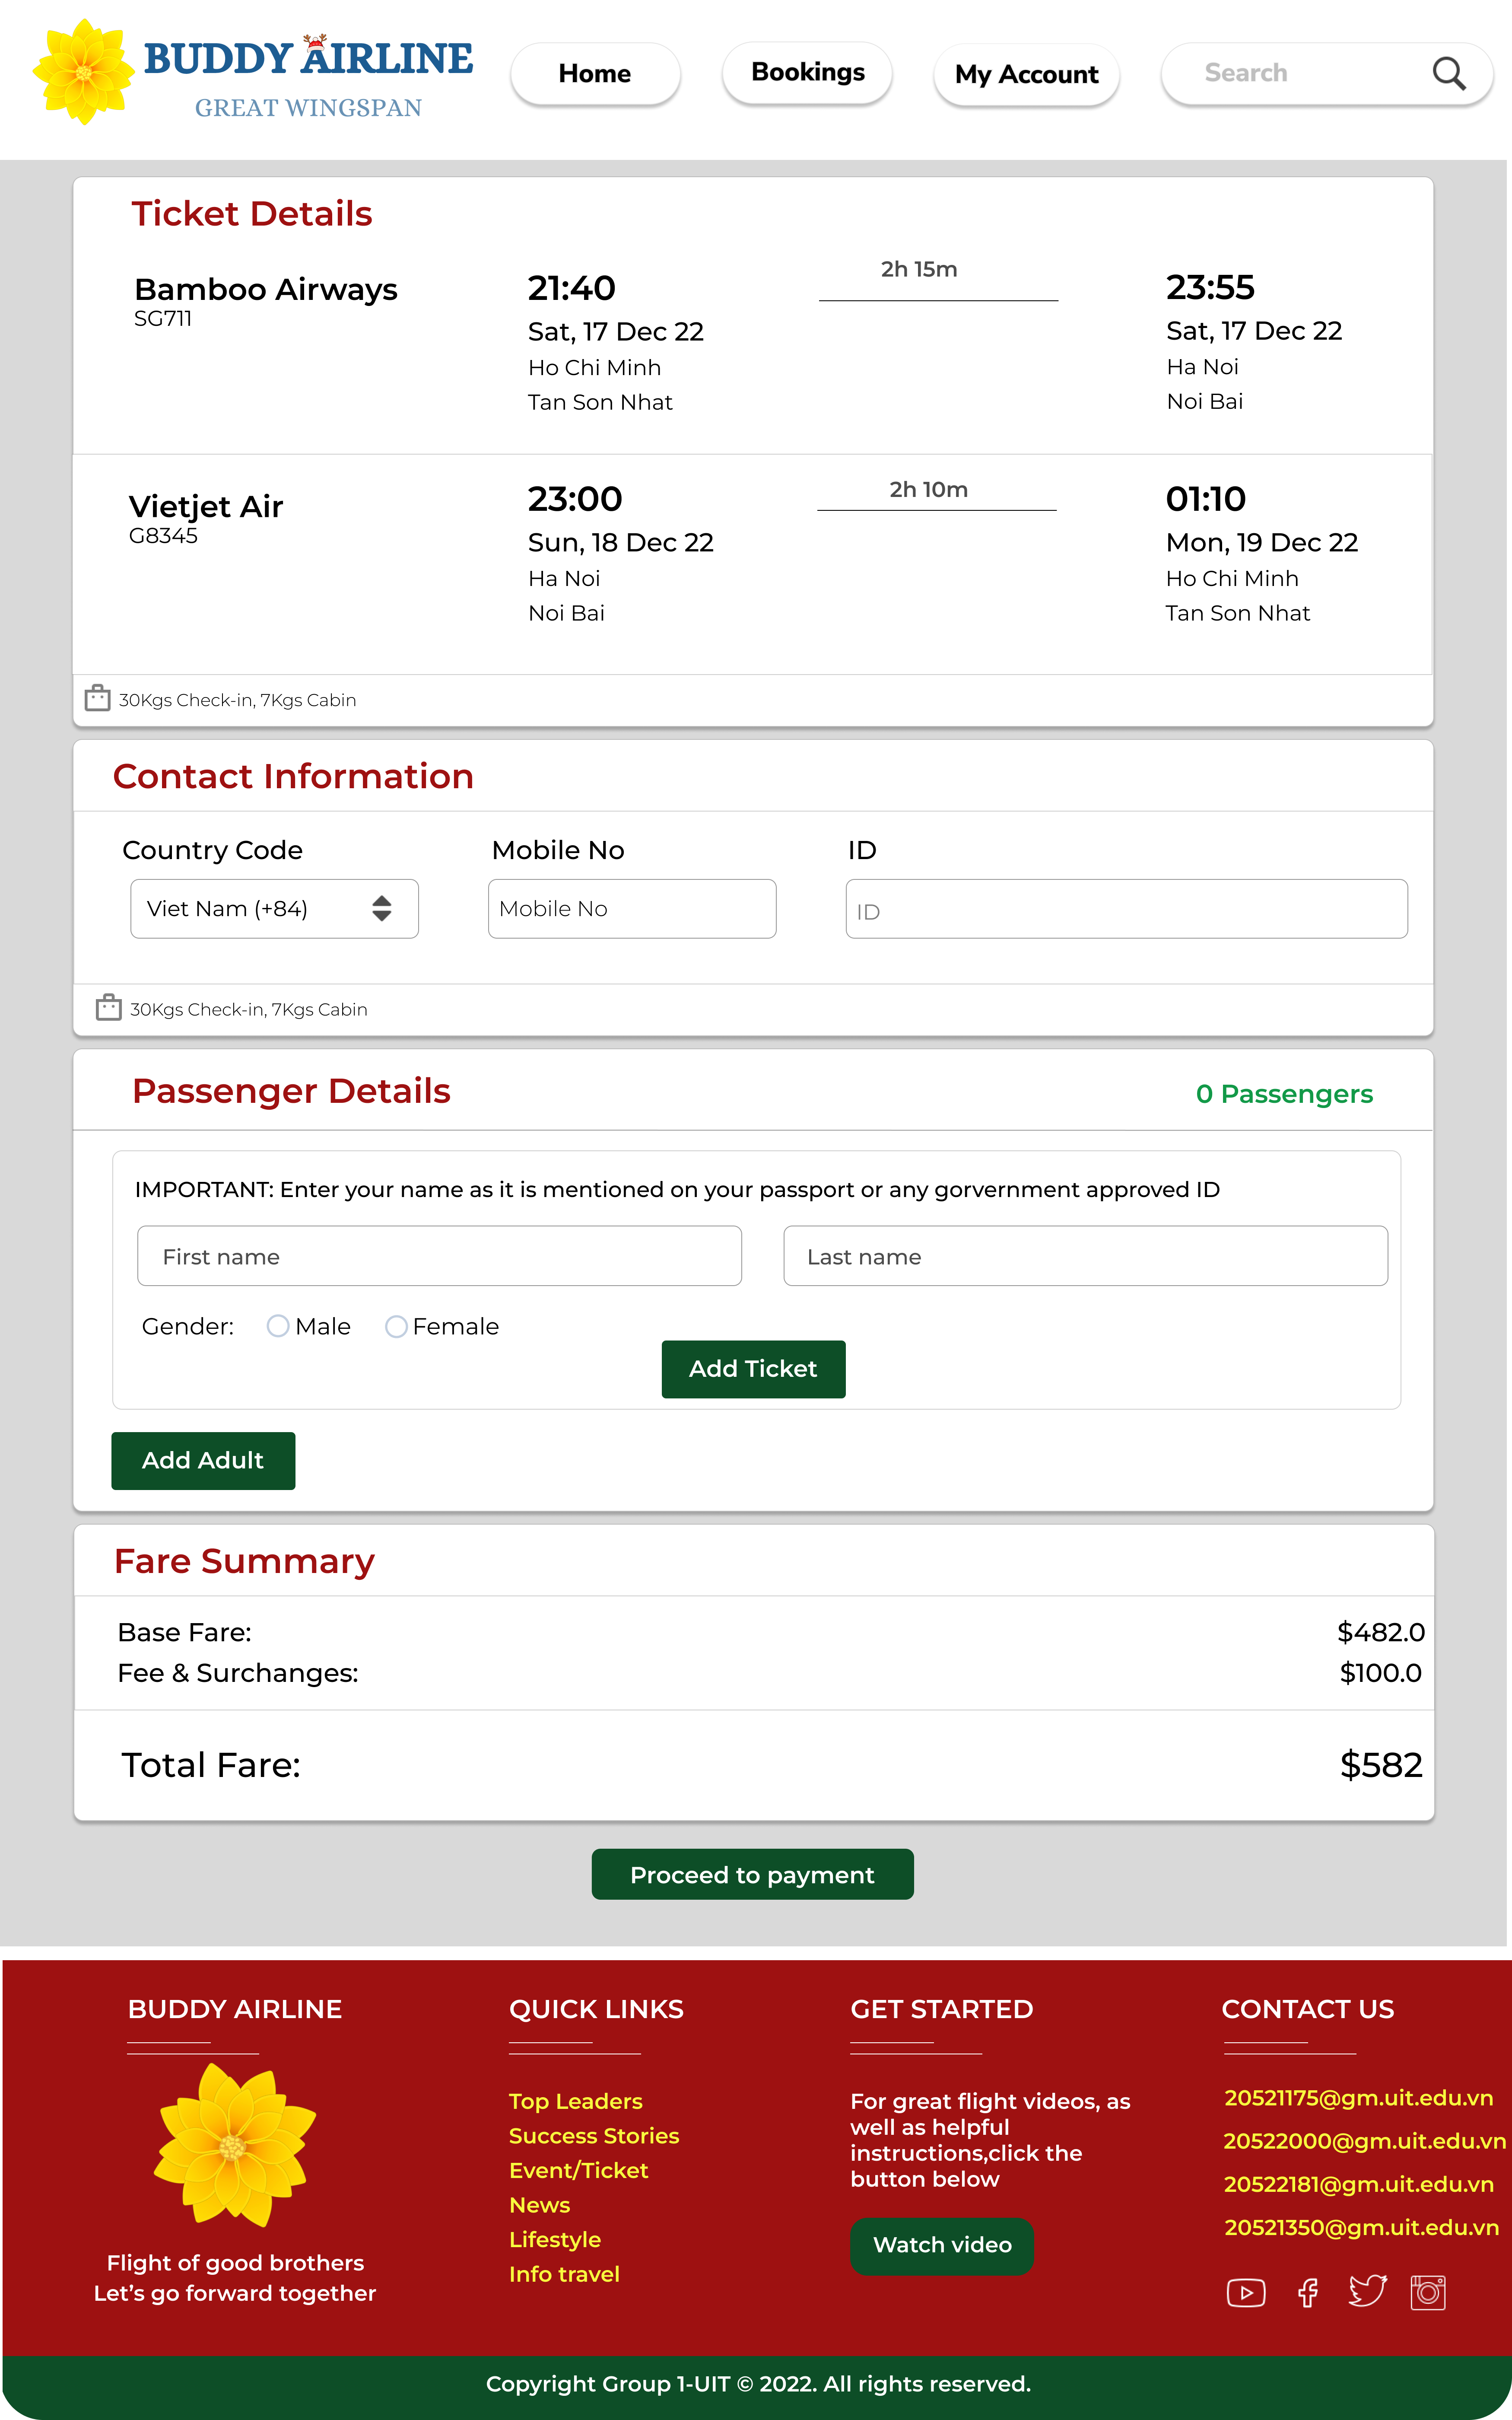 BUDDY AIRLINE
GREAT WINGSPAN
Home
Bookings
My Account
Search
Ticket Details
Bamboo Airways
SG711
21:40
Sat, 17 Dec 22
Ho Chi Minh
Tan Son Nhat
2h 15m
23:55
Sat, 17 Dec 22
Ha Noi
Noi Bai
Vietjet Air
G8345
23:00
Sun, 18 Dec 22
Ha Noi
Noi Bai
2h 10m
01:10
Mon, 19 Dec 22
Ho Chi Minh
Tan Son Nhat
30Kgs Check-in, 7Kgs Cabin
Contact Information
Country Code
Viet Nam (+84)
Mobile No
Mobile No
ID
ID
30Kgs Check-in, 7Kgs Cabin
Passenger Details
0 Passengers
IMPORTANT: Enter your name as it is mentioned on your passport or any gorvernment approved ID
First name
Last name
Gender:
Male
Female
Add Ticket
Add Adult
Fare Summary
Base Fare:
$482.0
Fee & Surchanges:
$100.0
Total Fare:
$582
Proceed to payment
BUDDY AIRLINE
Flight of good brothers
Let's go forward together
QUICK LINKS
Top Leaders
Success Stories
Event/Ticket
News
Lifestyle
Info travel
GET STARTED
For great flight videos, as
well as helpful
instructions,click the
button below
Watch video
CONTACT US
20521175@gm.uit.edu.vn
20522000@gm.uit.edu.vn
20522181@gm.uit.edu.vn
20521350@gm.uit.edu.vn
Copyright Group 1-UIT © 2022. All rights reserved.